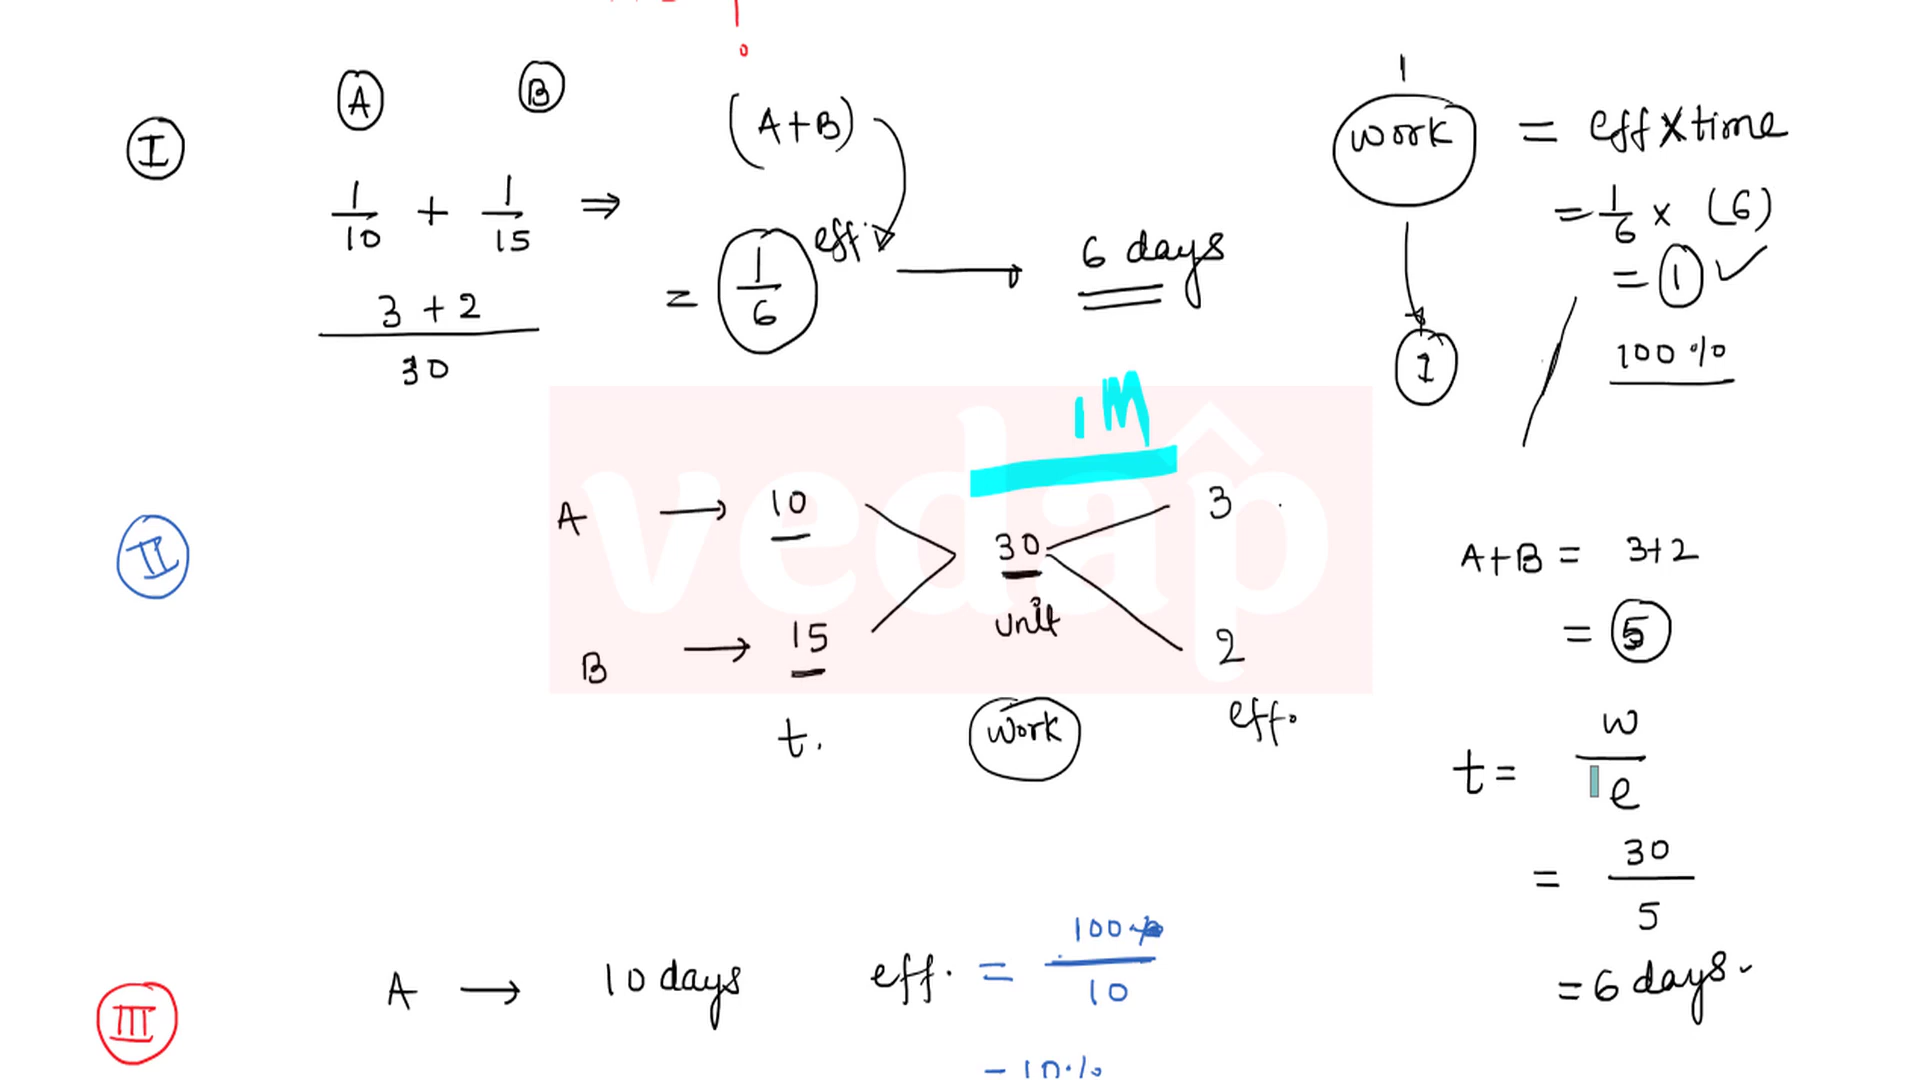 I
A B
1/10 + 1/15 ⇒
3 + 2
30
(A+B)
= 1/6 eff. → 6 days
1
work = eff × time
= 1/6 × (6)
= 1 ✓
1
100 %
1M
vedap
II
A → 10
B → 15
t.
30
unit
work
3
2
eff.
A+B = 3+2
= 5
t = w/e
= 30/5
= 6 days.
III
A → 10 days eff. = 100%/10
= 10%